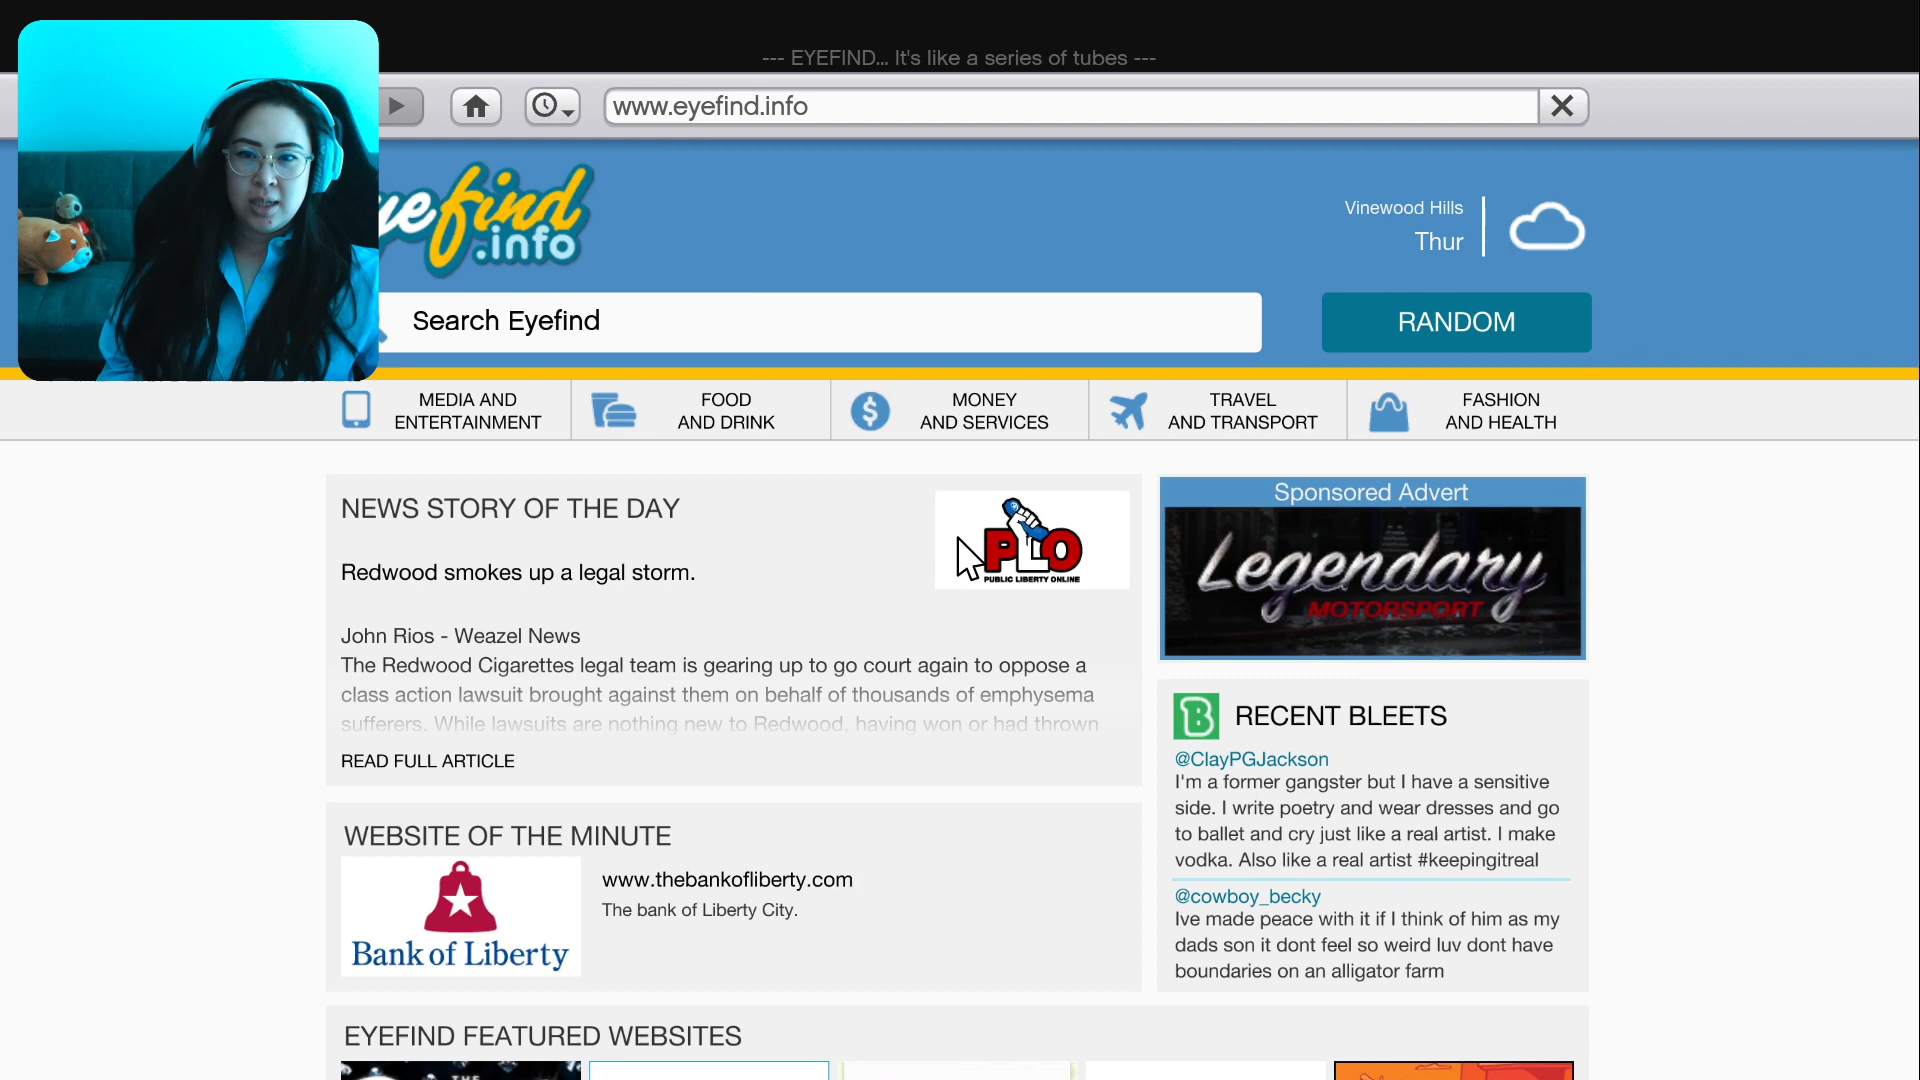 --- EYEFIND... It's like a series of tubes ---
www.eyefind.info
yefind
.info
Vinewood Hills
Thur
Search Eyefind
RANDOM
MEDIA AND
ENTERTAINMENT
FOOD
AND DRINK
MONEY
AND SERVICES
TRAVEL
AND TRANSPORT
FASHION
AND HEALTH
NEWS STORY OF THE DAY
PLO
PUBLIC LIBERTY ONLINE
Redwood smokes up a legal storm.
John Rios - Weazel News
The Redwood Cigarettes legal team is gearing up to go court again to oppose a
class action lawsuit brought against them on behalf of thousands of emphysema
sufferers. While lawsuits are nothing new to Redwood, having won or had thrown
READ FULL ARTICLE
Sponsored Advert
Legendary
MOTORSPORT
B
RECENT BLEETS
@ClayPGJackson
I'm a former gangster but I have a sensitive
side. I write poetry and wear dresses and go
to ballet and cry just like a real artist. I make
vodka. Also like a real artist #keepingitreal
@cowboy_becky
Ive made peace with it if I think of him as my
dads son it dont feel so weird luv dont have
boundaries on an alligator farm
WEBSITE OF THE MINUTE
Bank of Liberty
www.thebankofliberty.com
The bank of Liberty City.
EYEFIND FEATURED WEBSITES
THE